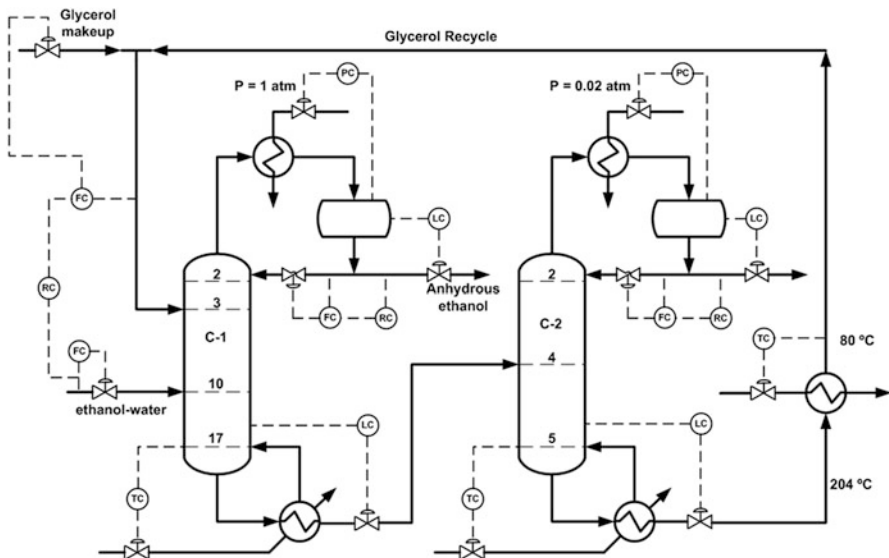 Glycerol
makeup
Glycerol Recycle
P = 1 atm
PC
P = 0.02 atm
PC
FC
LC
LC
RC
2
3
C-1
10
17
Anhydrous
ethanol
FC
RC
2
C-2
4
5
FC
RC
TC
80 ºC
FC
ethanol-water
LC
LC
TC
TC
204 ºC